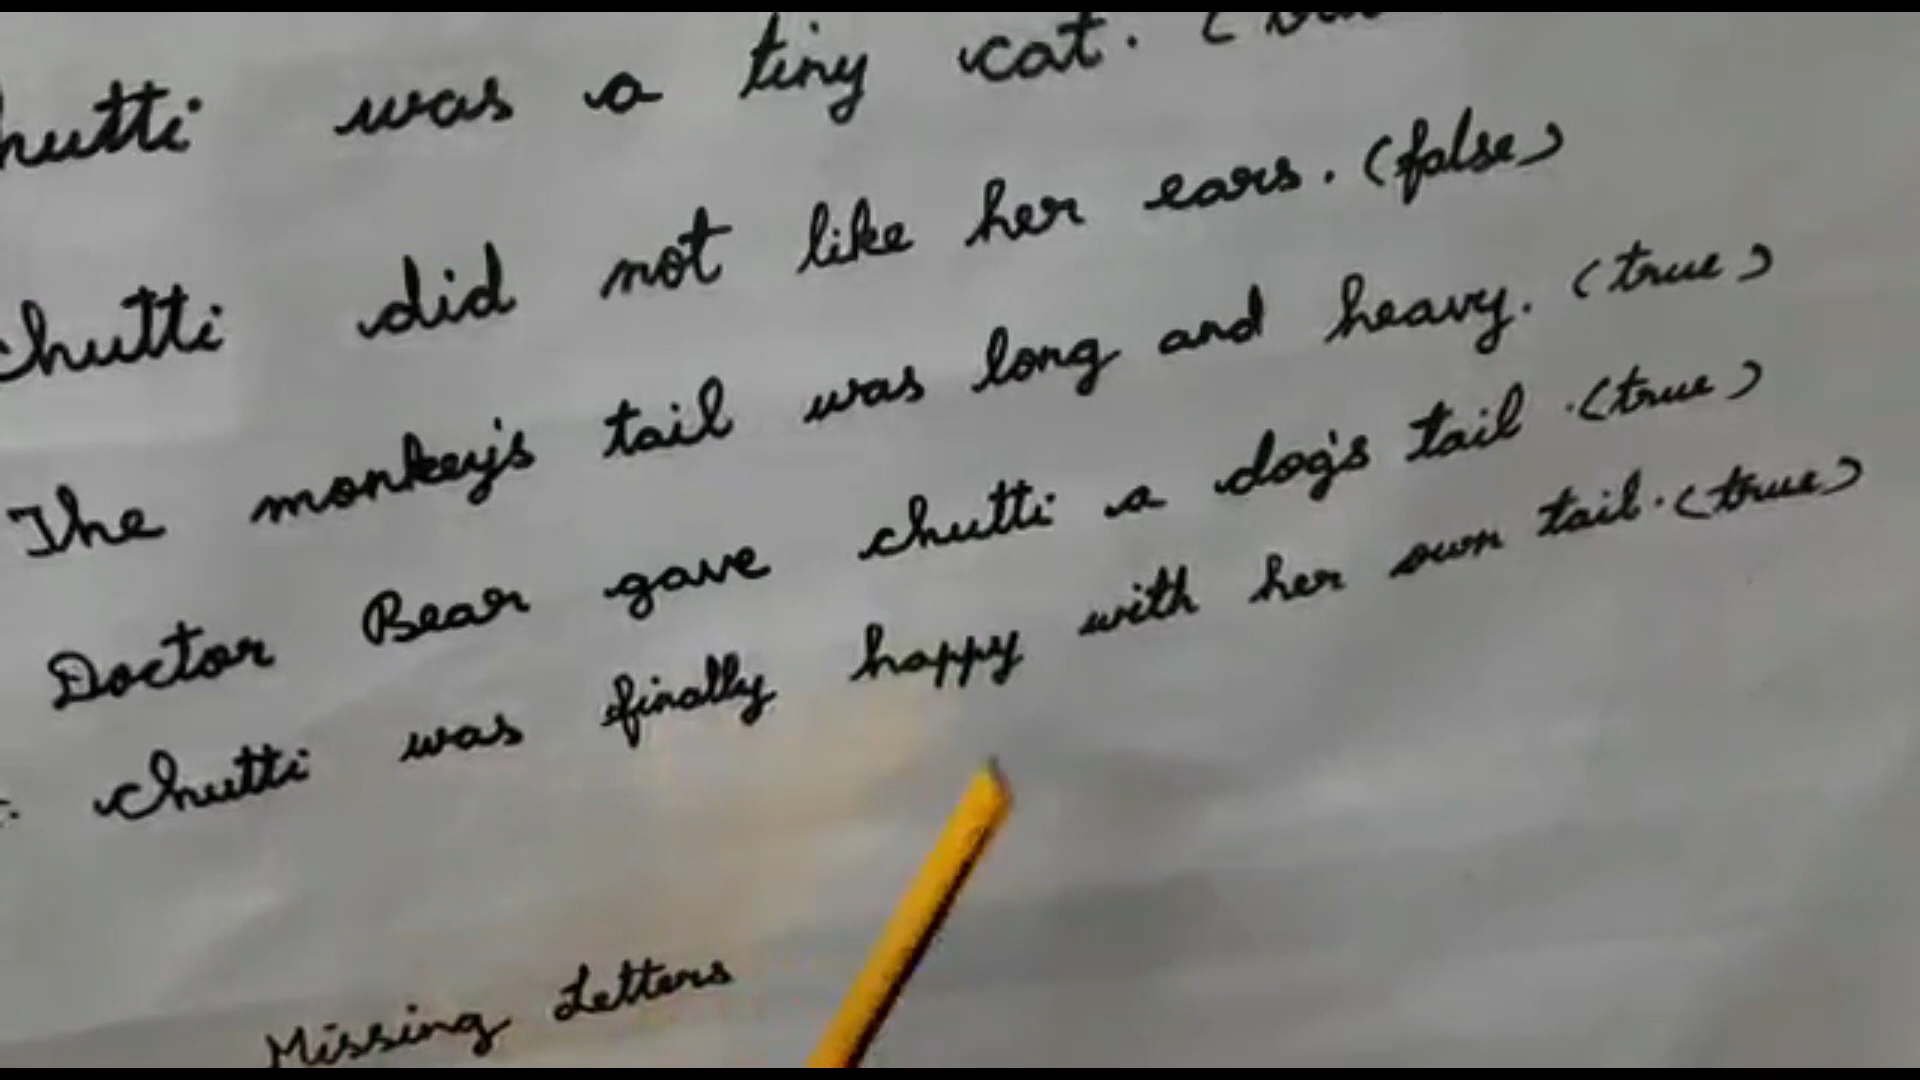 hutti was a tiny cat. (
chutti did not like her ears. (false)
The monkey's tail was long and heavy. (true)
Doctor Bear gave chutti a dog's tail. (true)
chutti was finally happy with her own tail. (true)
Missing Letters